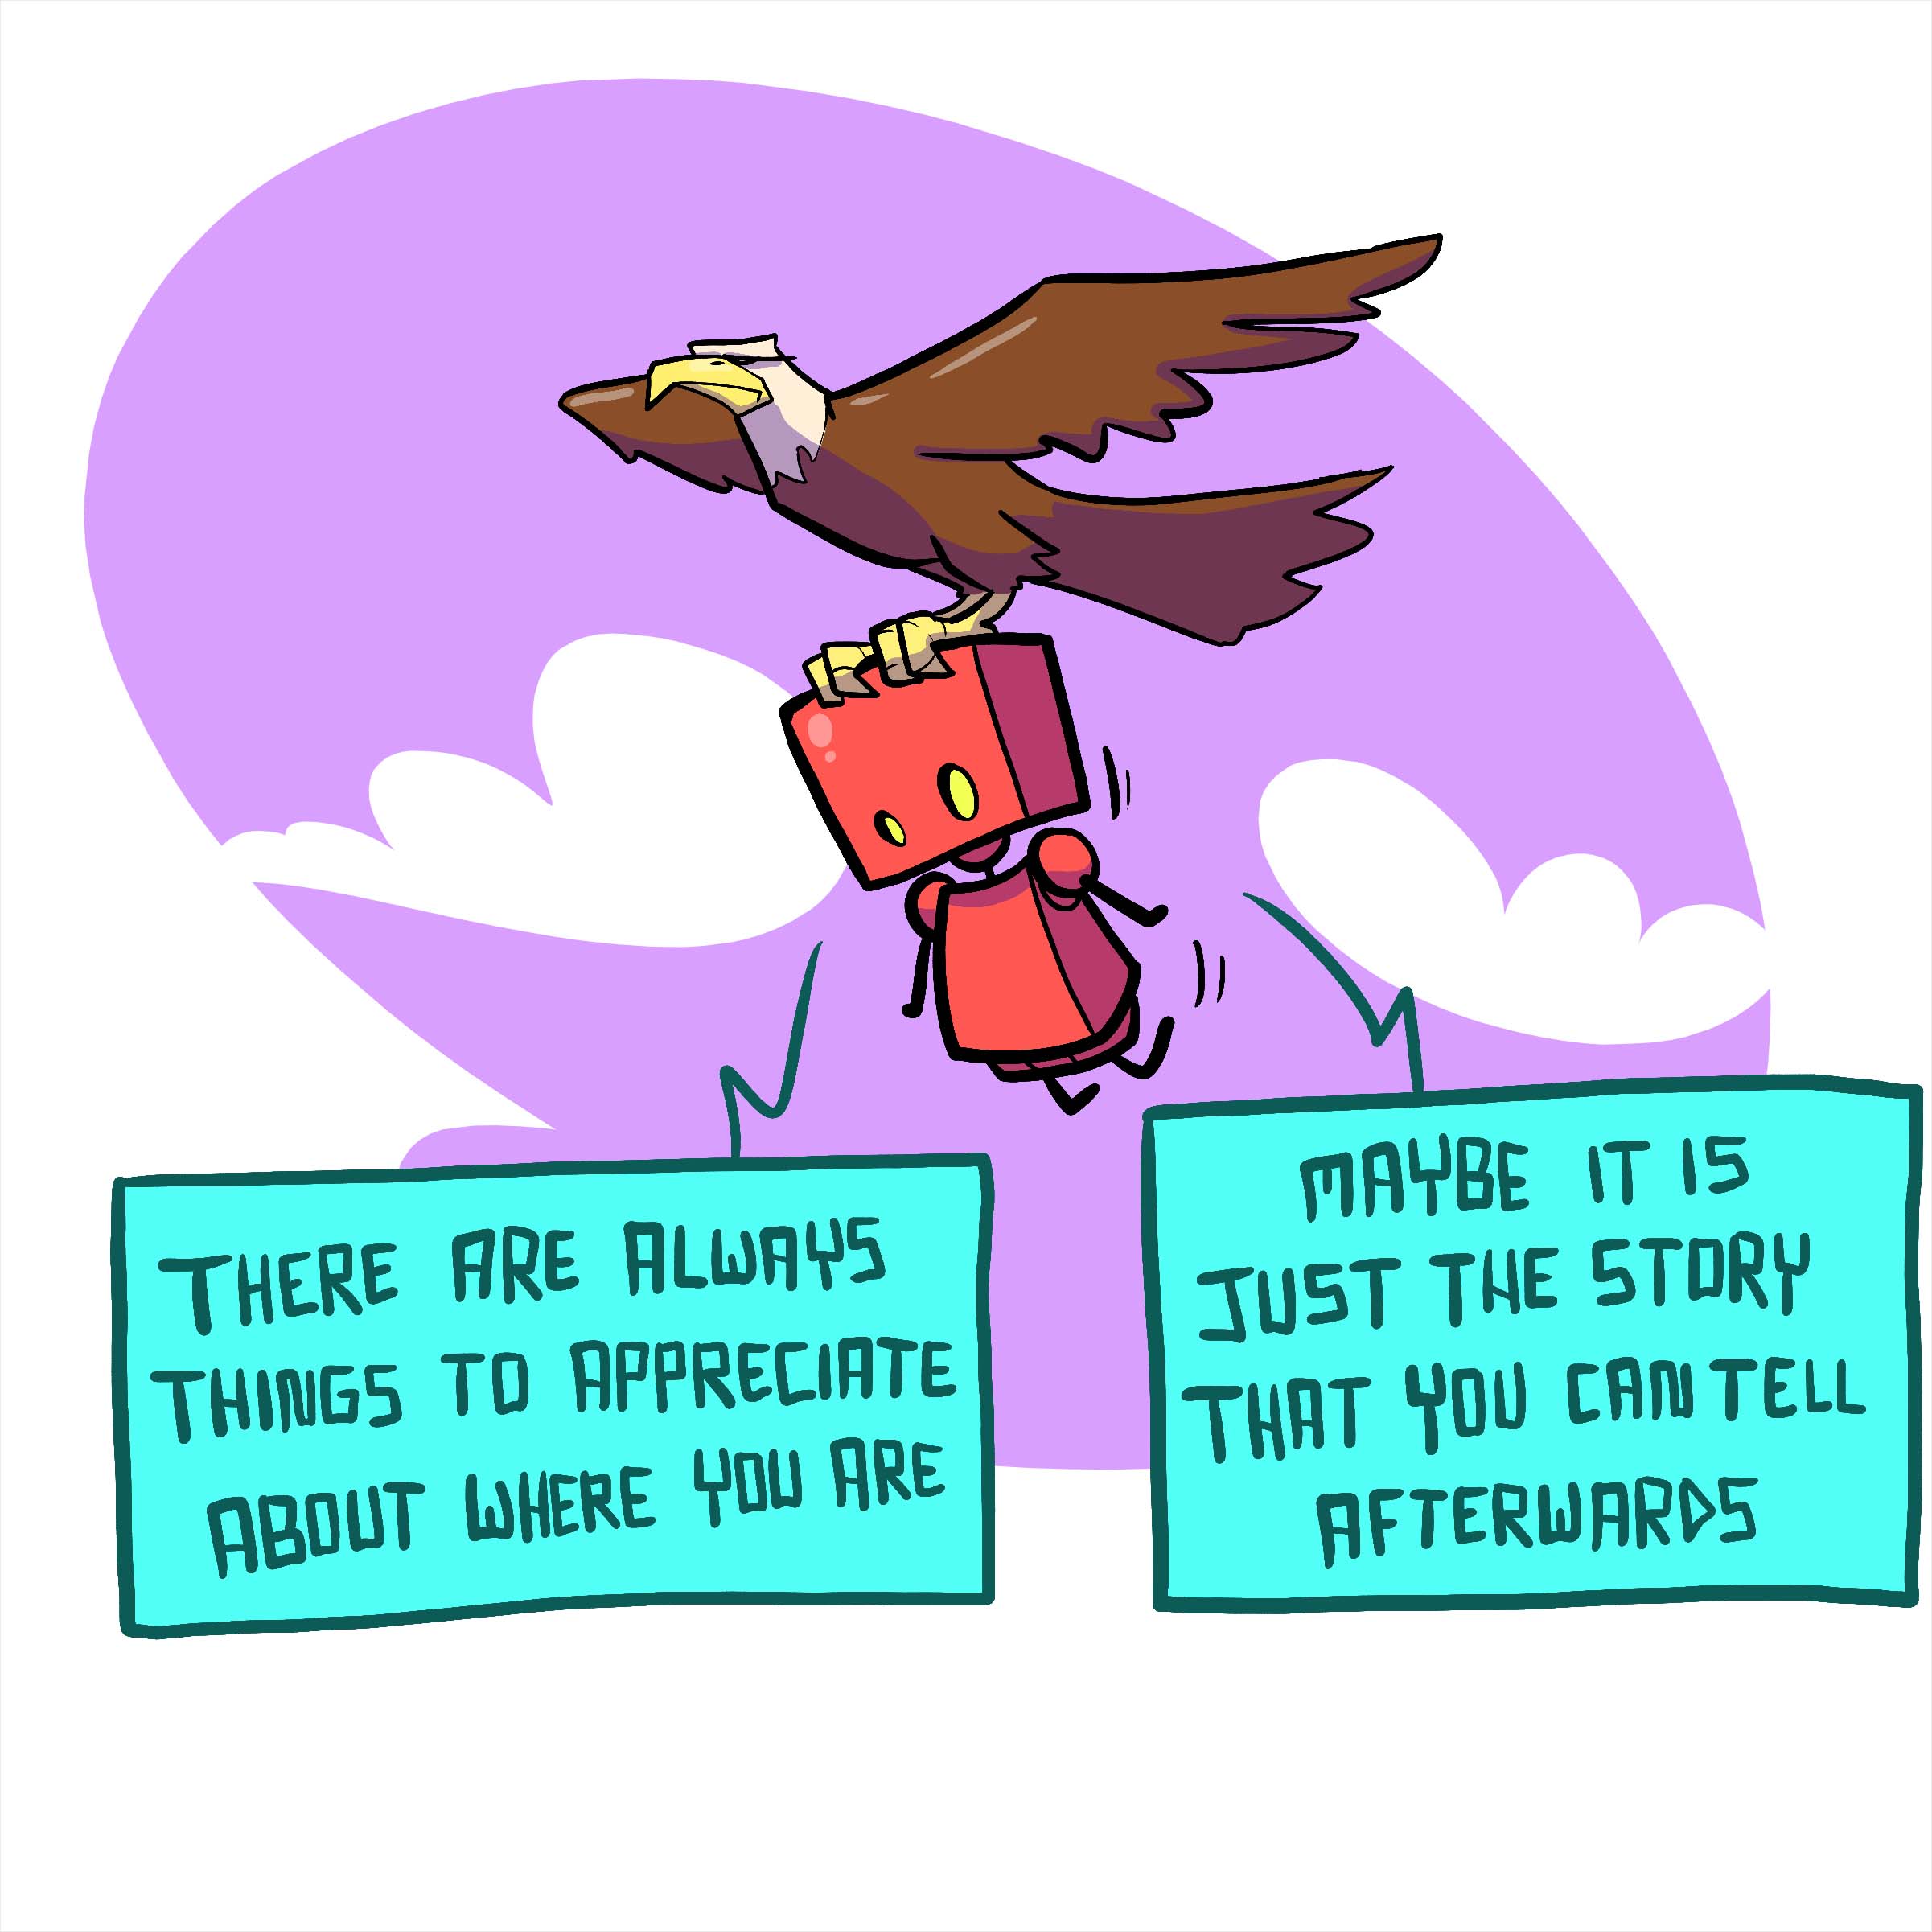 THERE ARE ALWAYS
THINGS TO APPRECIATE
ABOUT WHERE YOU ARE
MAYBE IT IS
JUST THE STORY
THAT YOU CAN TELL
AFTERWARDS